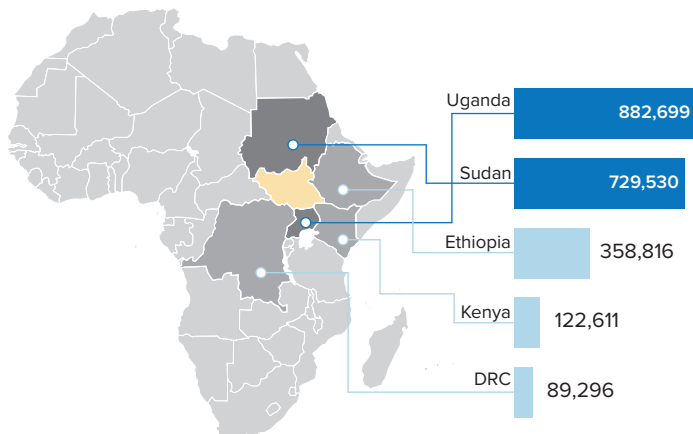 Uganda
882,699
Sudan
729,530
Ethiopia
358,816
Kenya
122,611
DRC
89,296